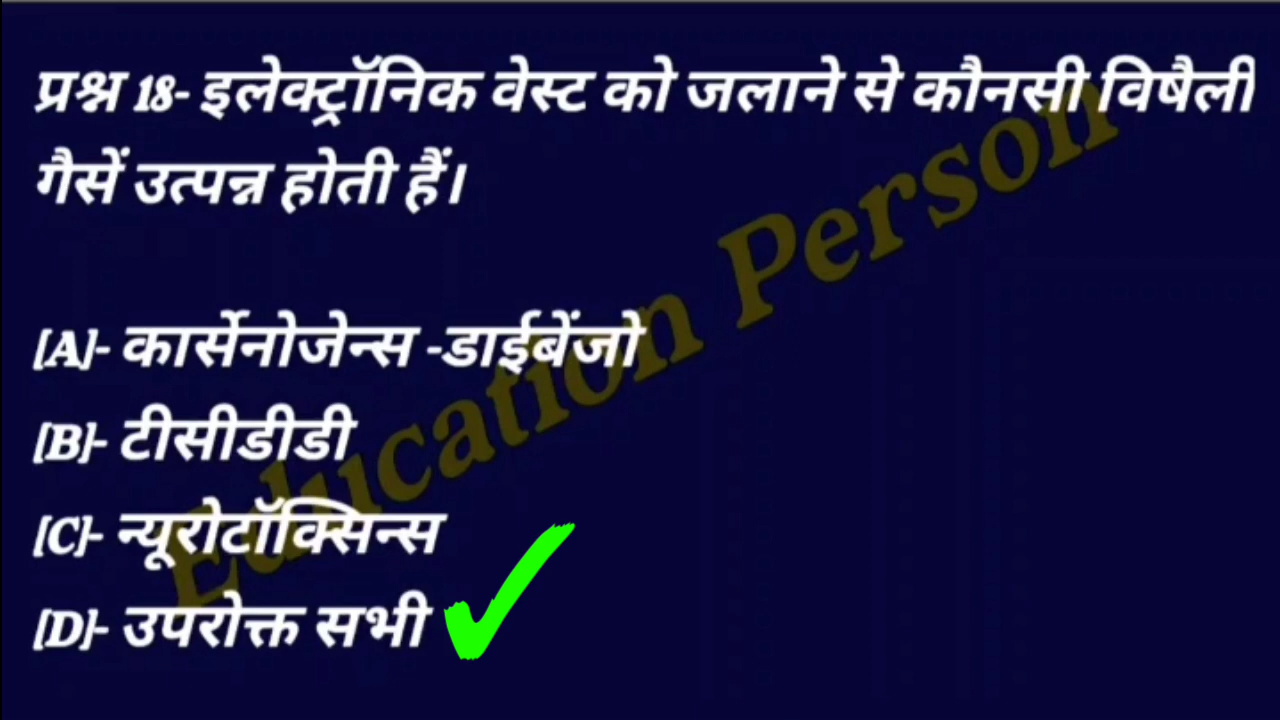 प्रश्न 18- इलेक्ट्रॉनिक वेस्ट को जलाने से कौनसी विषैली
गैसें उत्पन्न होती हैं।
[A]- कार्सेनोजेन्स -डाईबेंजो
[B]- टीसीडीडी
[C]- न्यूरोटॉक्सिन्स
[D]- उपरोक्त सभी
Education Person